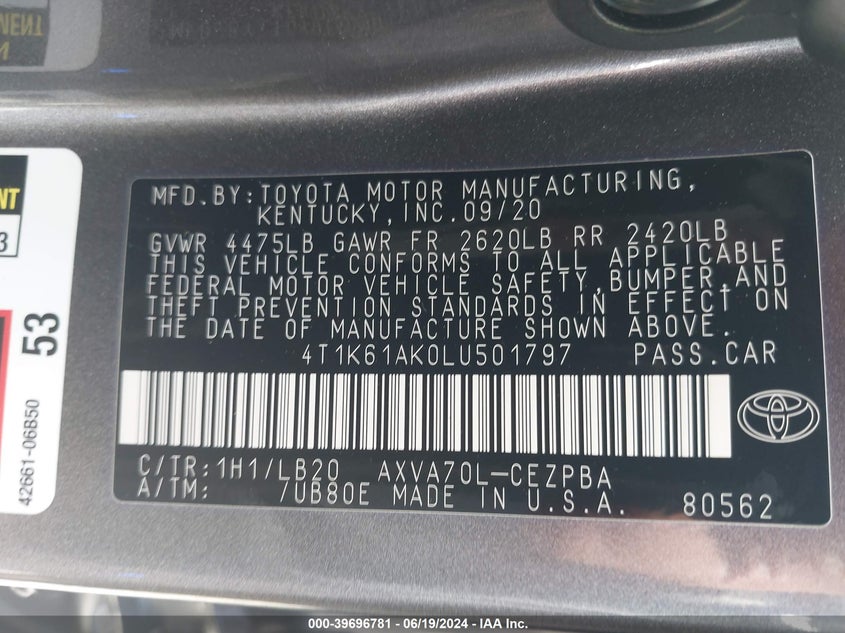 MFD.BY:TOYOTA MOTOR MANUFACTURING,
KENTUCKY,INC.09/20
GVWR 4475LB GAWR FR 2620LB RR 2420LB
THIS VEHICLE CONFORMS TO ALL APPLICABLE
FEDERAL MOTOR VEHICLE SAFETY,BUMPER,AND
THEFT PREVENTION STANDARDS IN EFFECT ON
THE DATE OF MANUFACTURE SHOWN ABOVE.
4T1K61AK0LU501797 PASS.CAR
C/TR:1H1/LB20 AXVA70L-CEZPBA
A/TM: /UB80E MADE IN U.S.A. 80562
53
42661-06B50
000-39696781 - 06/19/2024 - IAA Inc.